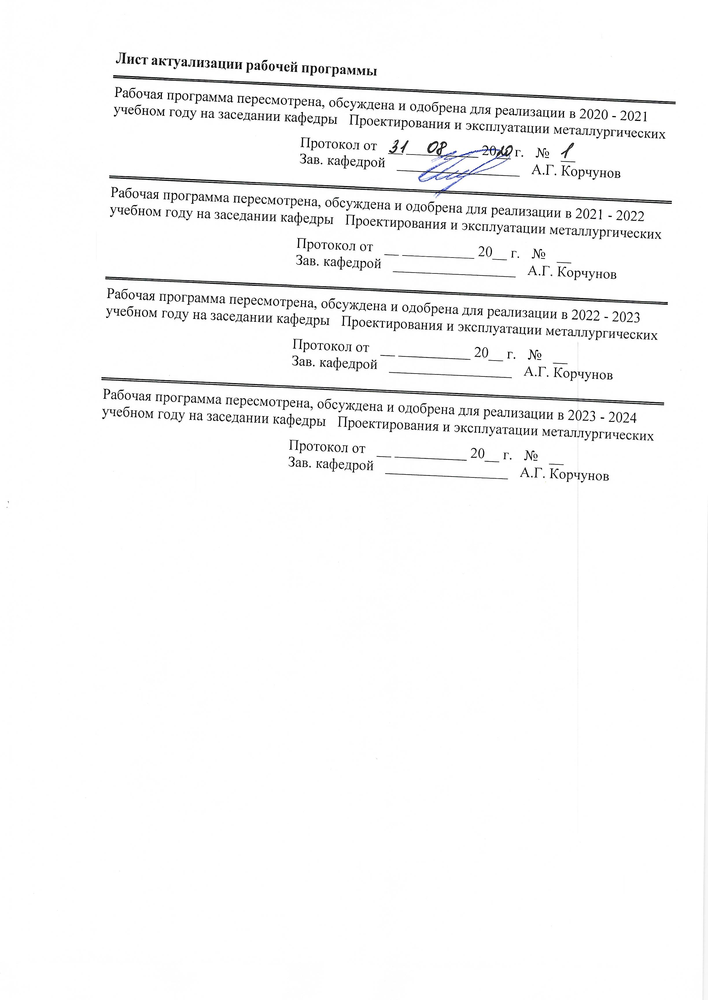 Лист актуализации рабочей программы
Рабочая программа пересмотрена, обсуждена и одобрена для реализации в 2020 - 2021
учебном году на заседании кафедры Проектирования и эксплуатации металлургических
Протокол от 31 08 2020 г. № 1
Зав. кафедрой ________________ А.Г. Корчунов
Рабочая программа пересмотрена, обсуждена и одобрена для реализации в 2021 - 2022
учебном году на заседании кафедры Проектирования и эксплуатации металлургических
Протокол от __ __________ 20__ г. № __
Зав. кафедрой _________________ А.Г. Корчунов
Рабочая программа пересмотрена, обсуждена и одобрена для реализации в 2022 - 2023
учебном году на заседании кафедры Проектирования и эксплуатации металлургических
Протокол от __ __________ 20__ г. № __
Зав. кафедрой _________________ А.Г. Корчунов
Рабочая программа пересмотрена, обсуждена и одобрена для реализации в 2023 - 2024
учебном году на заседании кафедры Проектирования и эксплуатации металлургических
Протокол от __ __________ 20__ г. № __
Зав. кафедрой _________________ А.Г. Корчунов